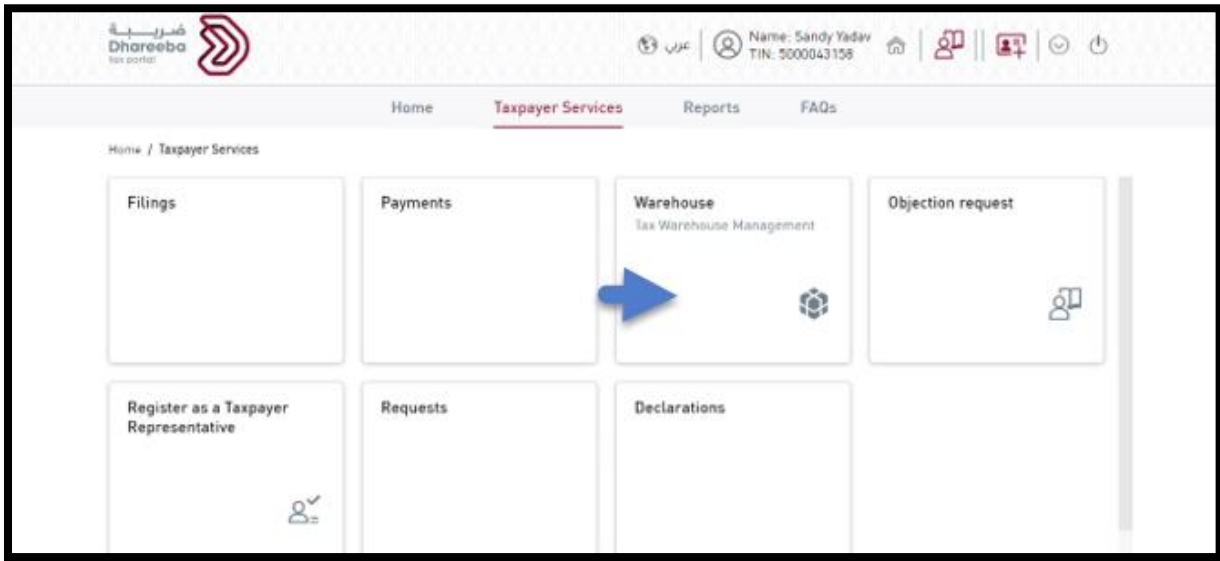 ضريبة
Dhareeba
tax portal
عربي
Name: Sandy Yadav
TIN: 5000043158
Home
Taxpayer Services
Reports
FAQs
Home / Taxpayer Services
Filings
Payments
Warehouse
Tax Warehouse Management
Objection request
Register as a Taxpayer
Representative
Requests
Declarations